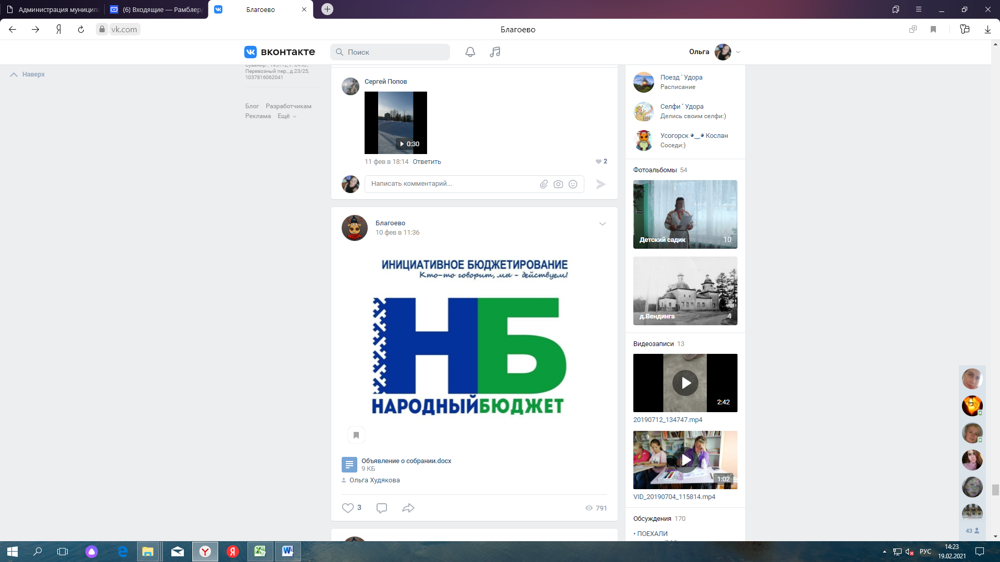 Администрация муницип
(6) Входящие — Рамблер/
Благоево
vk.com
Благоево
вконтакте
Поиск
Ольга
Наверх
Перевозный пер., д.23/25,
1037816062041
Блог Разработчикам
Реклама Ещё
Сергей Попов
0:30
11 фев в 18:14 Ответить
2
Написать комментарий...
Благоево
10 фев в 11:36
ИНИЦИАТИВНОЕ БЮДЖЕТИРОВАНИЕ
Кто-то говорит, мы - действуем!
НБ
НАРОДНЫЙБЮДЖЕТ
Объявление о собрании.docx
9 КБ
Ольга Худякова
3
791
Поезд ' Удора
Расписание
Селфи ‘ Удора
Делись своим селфи:)
Усогорск ◕‿◕ Кослан
Соседи:)
Фотоальбомы 54
Детский садик 10
д.Вендинга 4
Видеозаписи 13
2:42
20190712_134747.mp4
1:02
VID_20190704_115814.mp4
Обсуждения 170
• ПОЕХАЛИ
43
РУС
14:23
19.02.2021